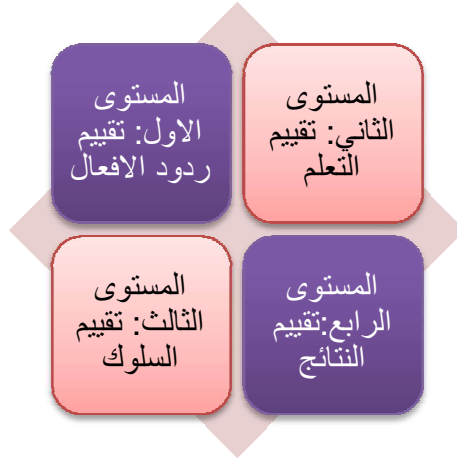 المستوى
الاول: تقييم
ردود الافعال
المستوى
الثاني: تقييم
التعلم
المستوى
الثالث: تقييم
السلوك
المستوى
الرابع:تقييم
النتائج